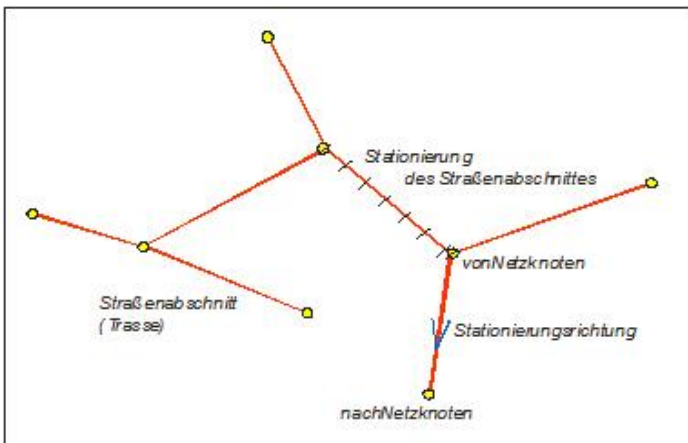 Stationierung
des Straßenabschnittes
vonNetzknoten
Straßenabschnitt
(Trasse)
Stationierungsrichtung
nachNetzknoten